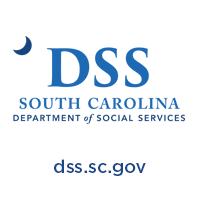 DSS
SOUTH CAROLINA
DEPARTMENT of SOCIAL SERVICES
dss.sc.gov